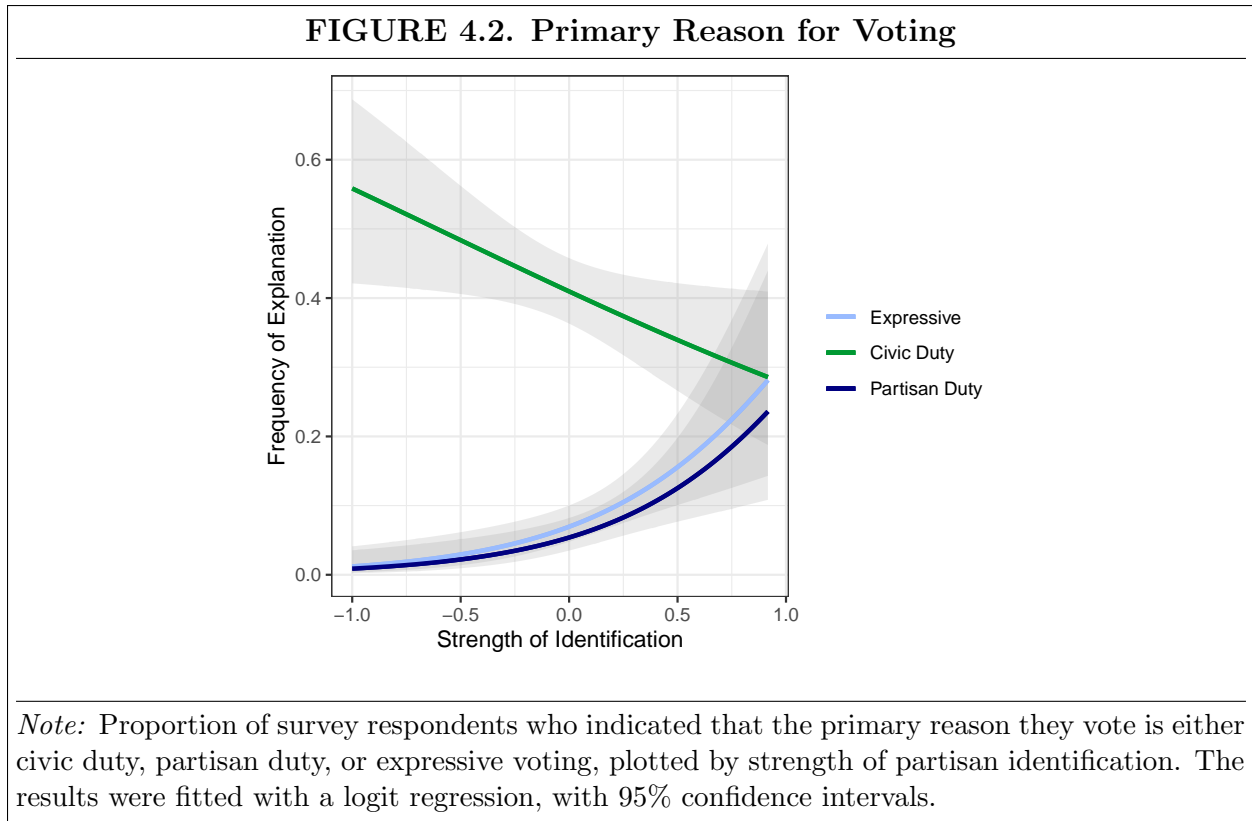 FIGURE 4.2. Primary Reason for Voting
0.6
0.4
0.2
0.0
Frequency of Explanation
−1.0 −0.5 0.0 0.5 1.0
Strength of Identification
Expressive
Civic Duty
Partisan Duty
Note: Proportion of survey respondents who indicated that the primary reason they vote is either
civic duty, partisan duty, or expressive voting, plotted by strength of partisan identification. The
results were fitted with a logit regression, with 95% confidence intervals.